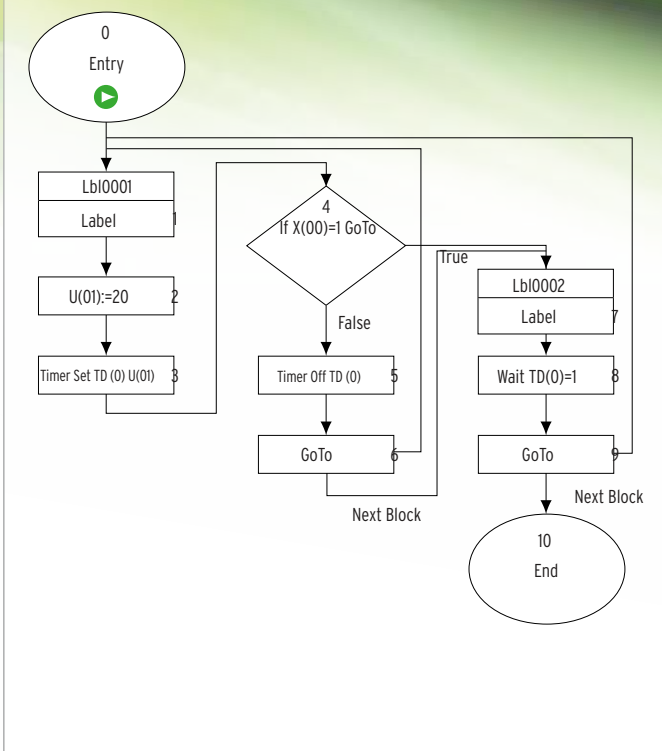 0
Entry
Lbl0001
Label 1
U(01):=20 2
Timer Set TD (0) U(01) 3
4
If X(00)=1 GoTo
True
False
Timer Off TD (0) 5
GoTo 6
Next Block
Lbl0002
Label 7
Wait TD(0)=1 8
GoTo 9
Next Block
10
End